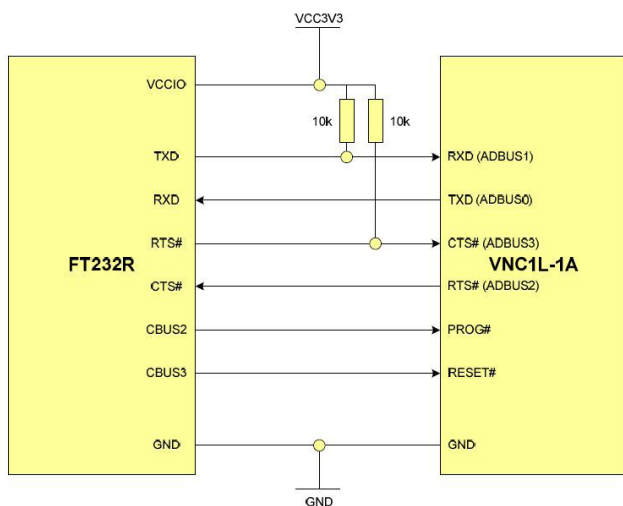 VCC3V3
VCCIO
10k 10k
TXD RXD (ADBUS1)
RXD TXD (ADBUS0)
RTS# CTS# (ADBUS3)
FT232R VNC1L-1A
CTS# RTS# (ADBUS2)
CBUS2 PROG#
CBUS3 RESET#
GND GND
GND